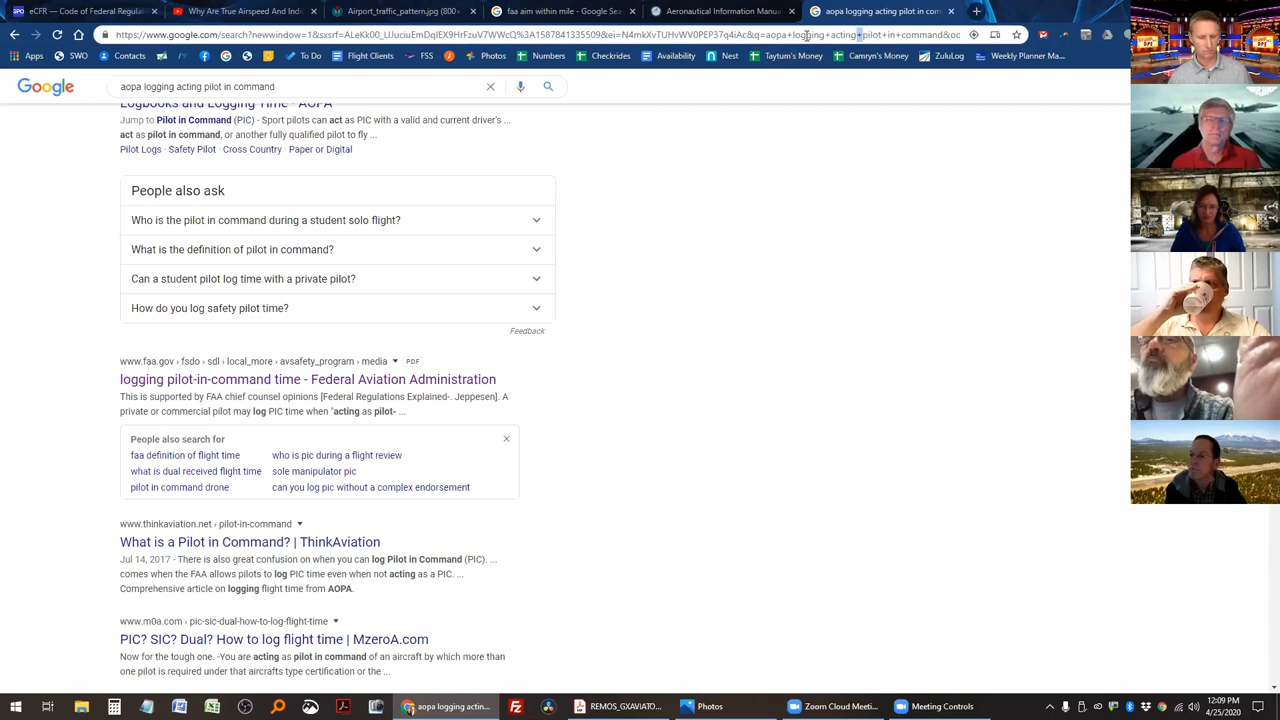 eCFR — Code of Federal Regulati
Why Are True Airspeed And Indic
Airport_traffic_pattern.jpg (800×
faa aim within mile - Google Sear
Aeronautical Information Manua
aopa logging acting pilot in com
Apps
SW
To Do
Flights
GPO
Photos
Numbers
Budget
Aviation
Nest
Taytum's Money
Camryn's Money
ZuluLog
Weekly Planner Ma...
Google
aopa logging acting pilot in command
Logbooks and Logging Time - AOPA
Jump to Pilot in Command (PIC) - Sport pilots can act as PIC with a valid and current driver's ...
act as pilot in command, or another fully qualified pilot to fly ...
Pilot Logs · Safety Pilot · Cross Country · Paper or Digital
People also ask
Who is the pilot in command during a student solo flight?
What is the definition of pilot in command?
Can a student pilot log time with a private pilot?
How do you log safety pilot time?
Feedback
www.faa.gov › fsdo › sdl › local_more › avsafety_program › media PDF
logging pilot-in-command time - Federal Aviation Administration
This is supported by FAA chief counsel opinions [Federal Regulations Explained-. Jeppesen]. A
private or commercial pilot may log PIC time when "acting as pilot- ...
People also search for
faa definition of flight time
who is pic during a flight review
what is dual received flight time
sole manipulator pic
pilot in command drone
can you log pic without a complex endorsement
www.thinkaviation.net › pilot-in-command
What is a Pilot in Command? | ThinkAviation
Jul 14, 2017 - There is also great confusion on when you can log Pilot in Command (PIC). ...
comes when the FAA allows pilots to log PIC time even when not acting as a PIC. ...
Comprehensive article on logging flight time from AOPA.
www.m0a.com › pic-sic-dual-how-to-log-flight-time
PIC? SIC? Dual? How to log flight time | MzeroA.com
Now for the tough one. -You are acting as pilot in command of an aircraft by which more than
one pilot is required under that aircrafts type certification or the ...
aopa logging actin...
REMOS_GXAVIATO...
Photos
Zoom Cloud Meeti...
Meeting Controls
12:09 PM
4/25/2020